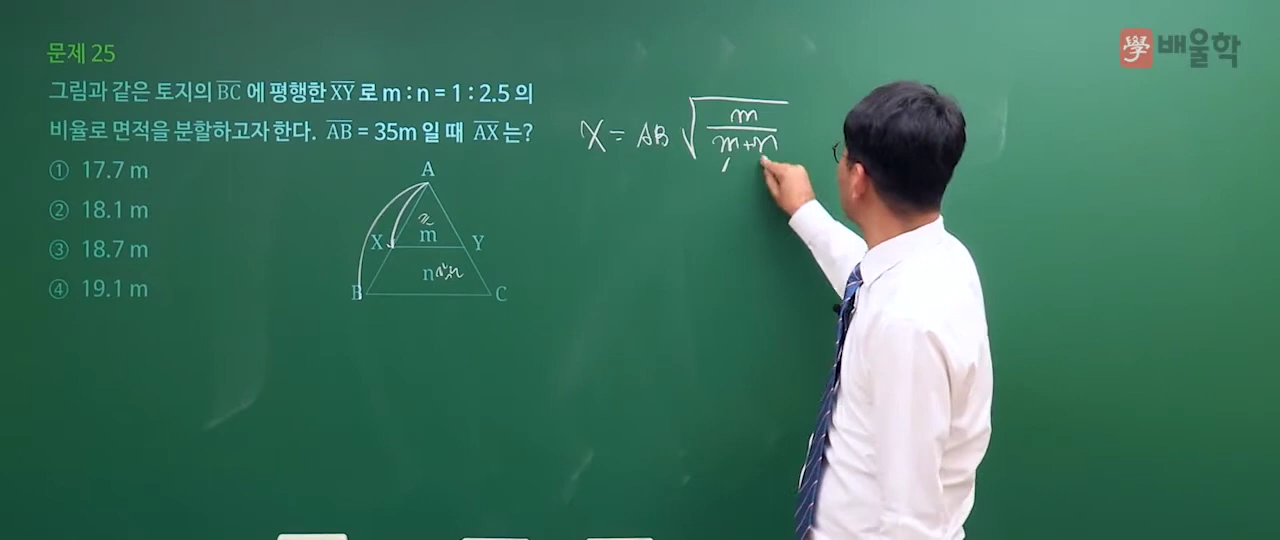 學 배울학
문제 25
그림과 같은 토지의 BC 에 평행한 XY 로 m : n = 1 : 2.5 의
비율로 면적을 분할하고자 한다. AB = 35m 일 때 AX 는?
① 17.7 m
② 18.1 m
③ 18.7 m
④ 19.1 m
A
X
m
Y
n
B
C
X = AB √ m / m+n